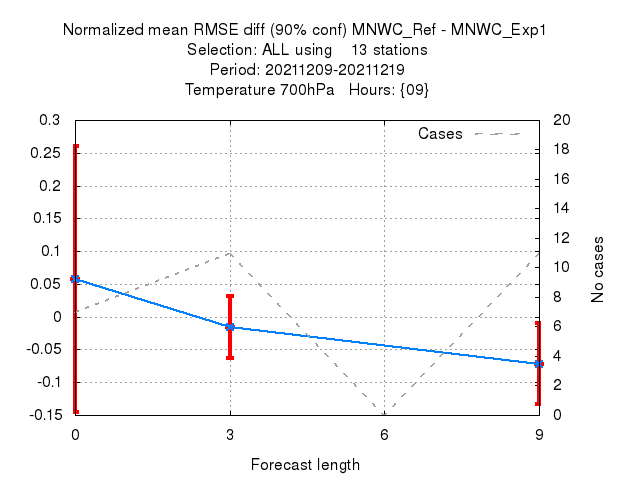 Normalized mean RMSE diff (90% conf) MNWC_Ref - MNWC_Exp1
Selection: ALL using    13 stations
Period: 20211209-20211219
Temperature 700hPa   Hours: {09}
Cases
0.3
0.25
0.2
0.15
0.1
0.05
0
-0.05
-0.1
-0.15
20
18
16
14
12
10
8
6
4
2
0
No cases
0 3 6 9
Forecast length